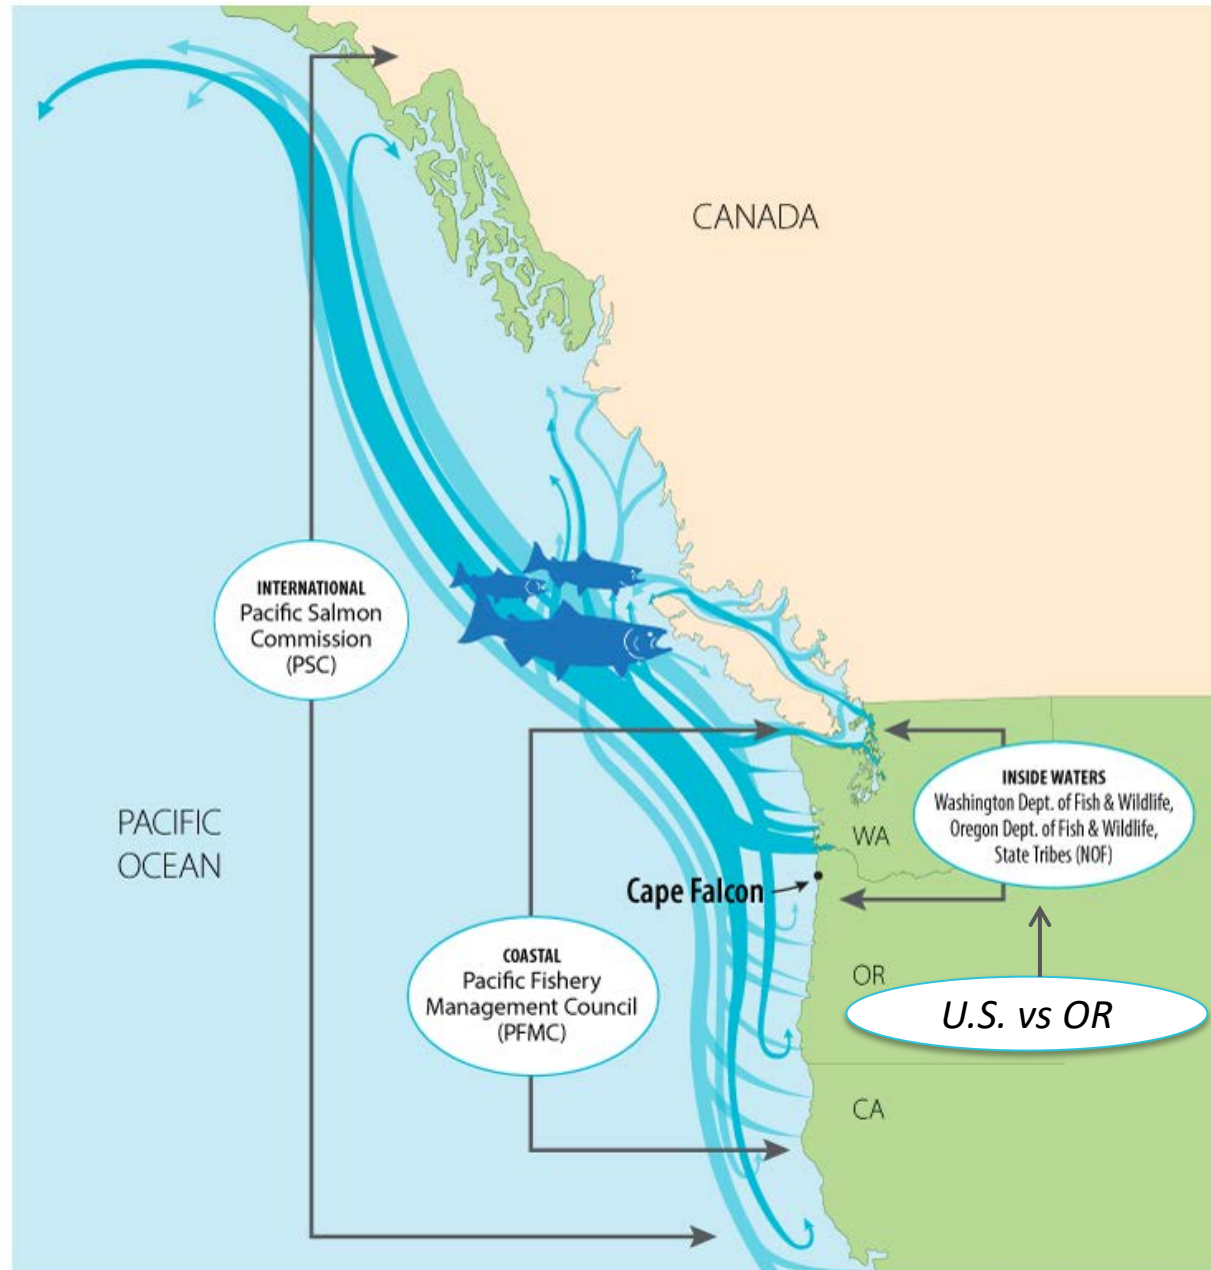 CANADA
INTERNATIONAL
Pacific Salmon
Commission
(PSC)
PACIFIC
OCEAN
INSIDE WATERS
Washington Dept. of Fish & Wildlife,
Oregon Dept. of Fish & Wildlife,
State Tribes (NOF)
WA
Cape Falcon
COASTAL
Pacific Fishery
Management Council
(PFMC)
OR
U.S. vs OR
CA